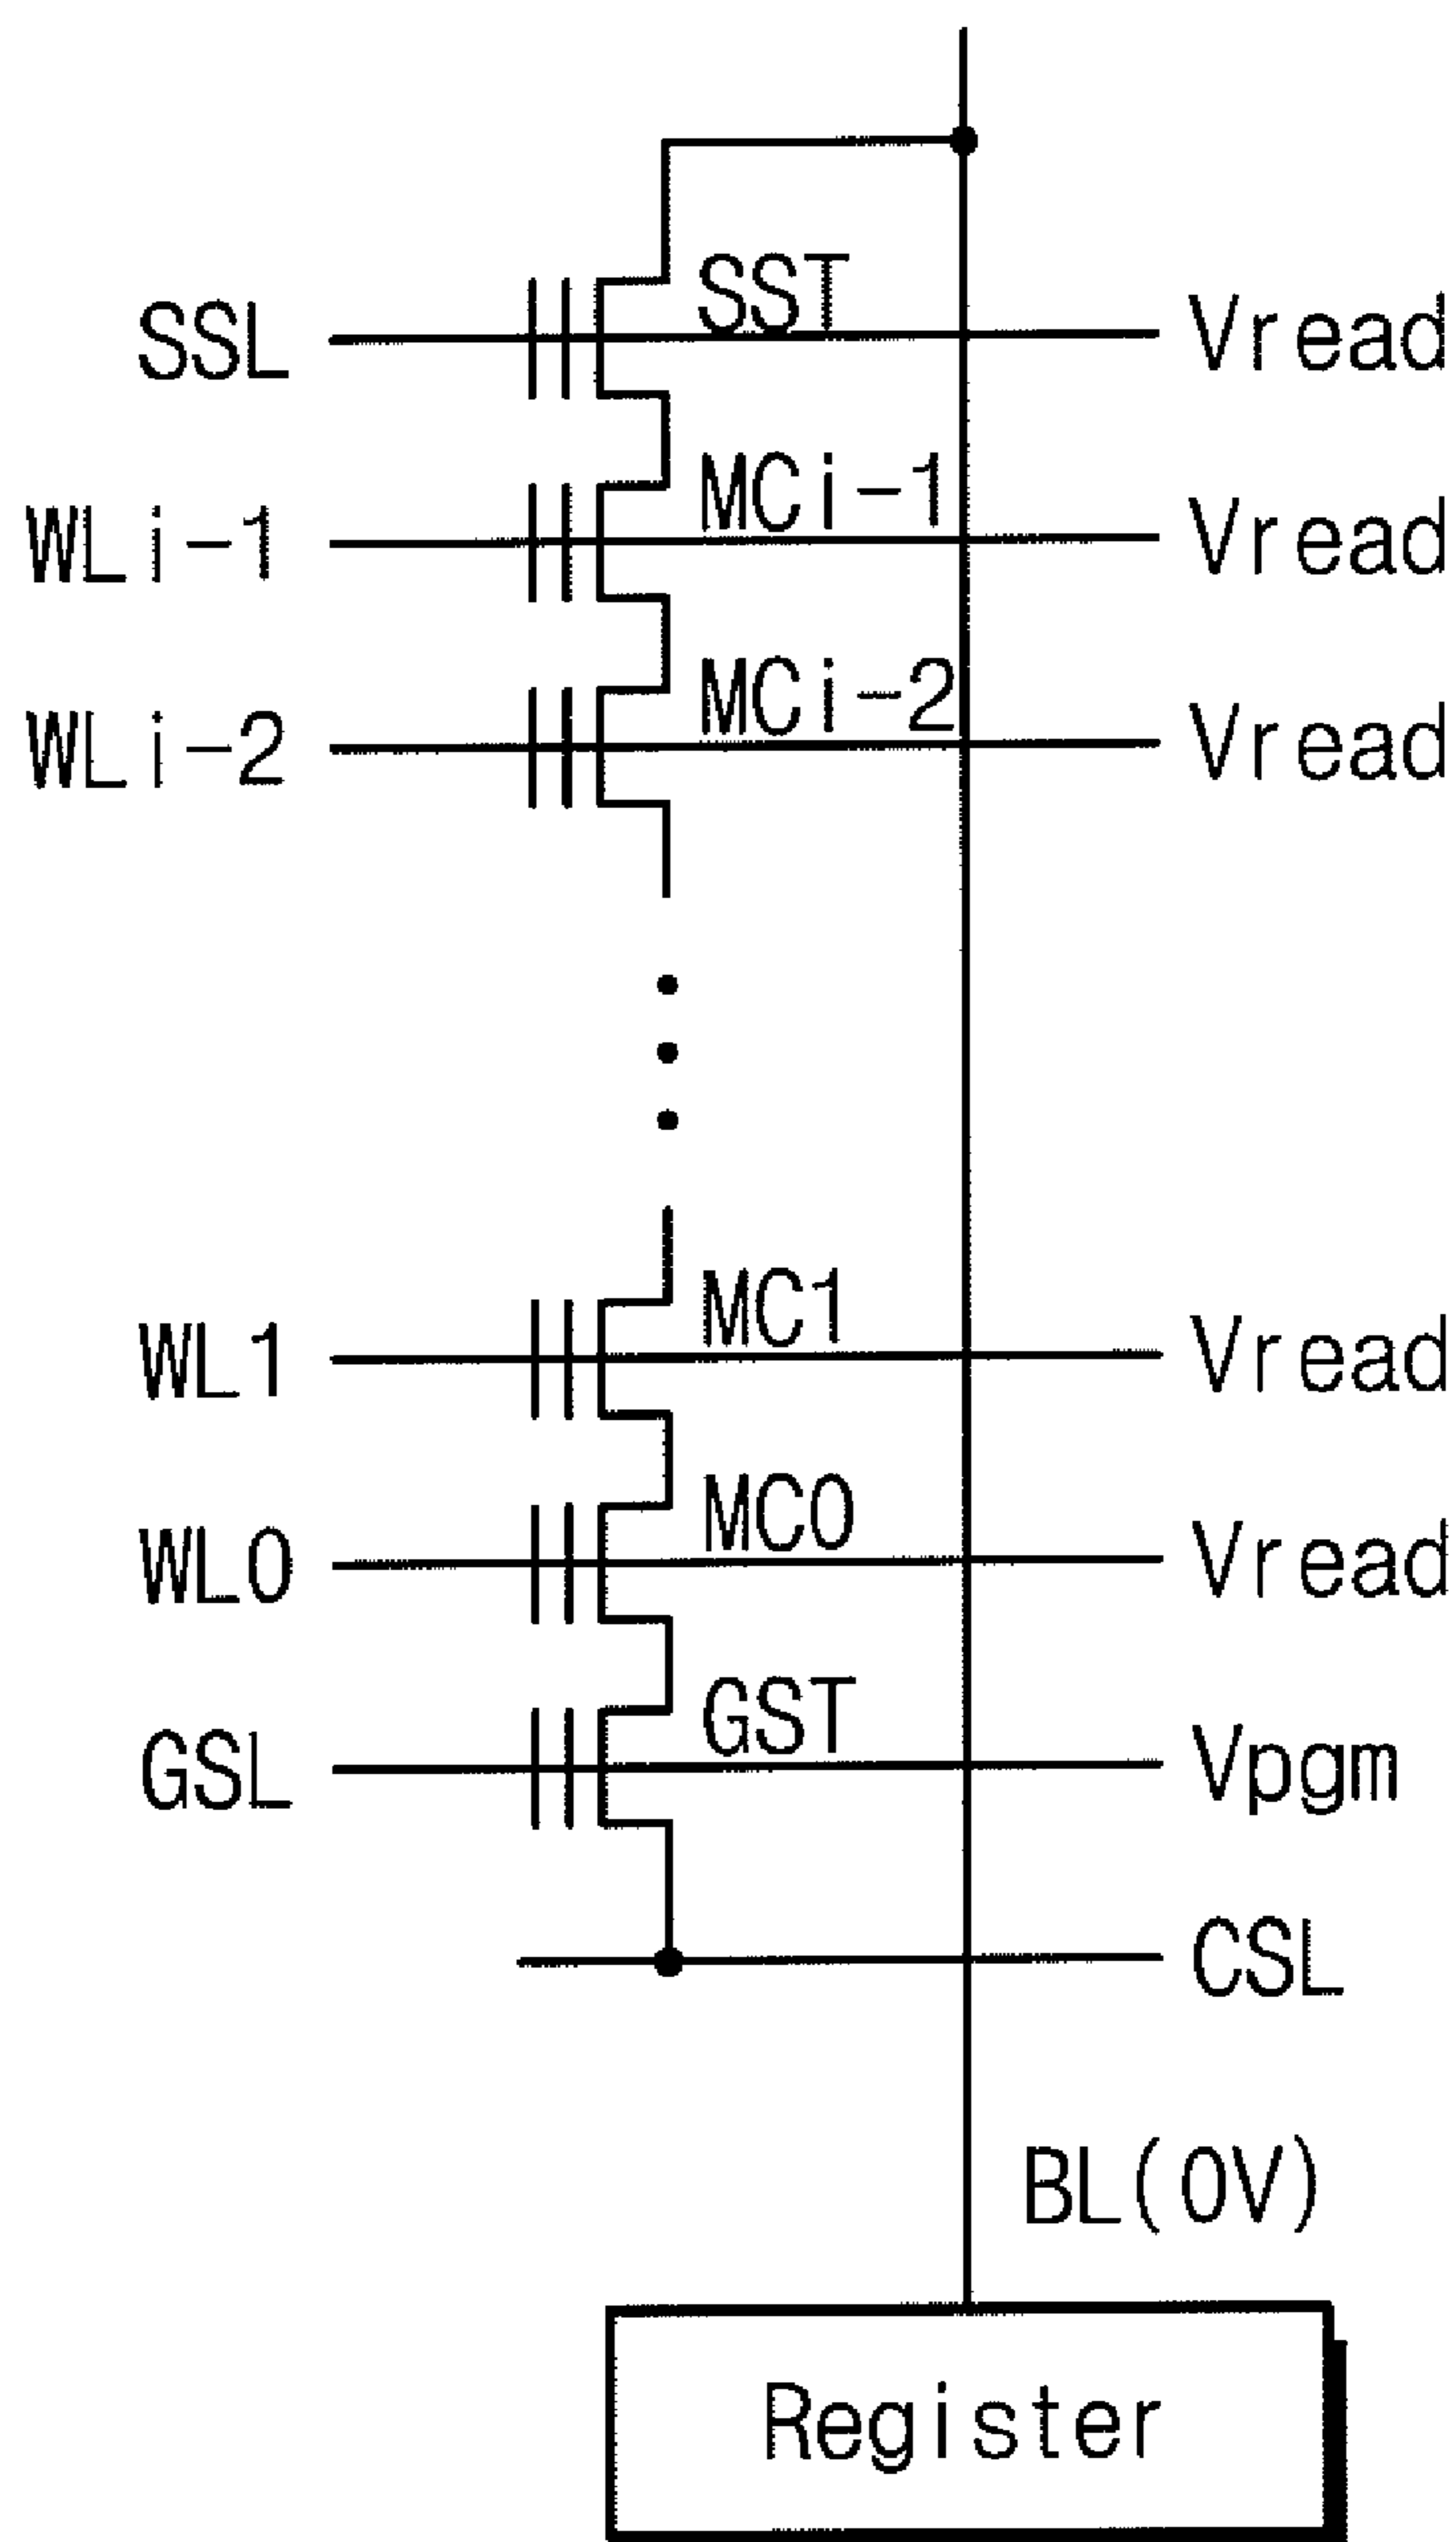 SST
SSL Vread
MCi-1
WLi-1 Vread
MCi-2
WLi-2 Vread
MC1
WL1 Vread
MC0
WL0 Vread
GST
GSL Vpgm
CSL
BL(0V)
Register